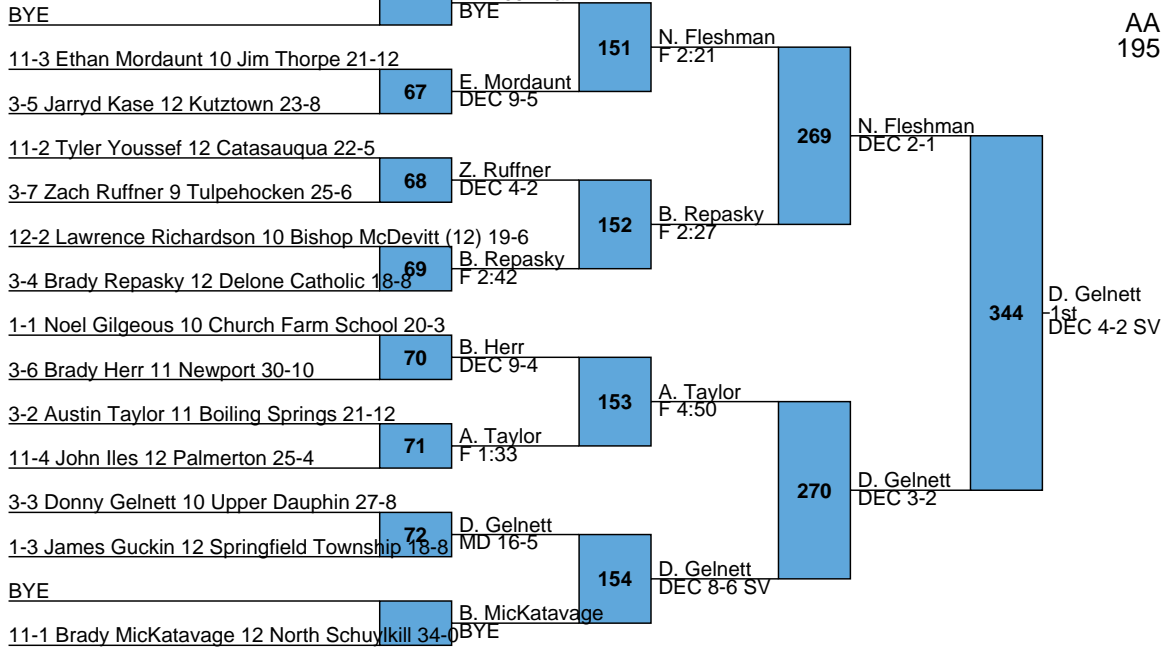 BYE
BYE
AA
195
11-3 Ethan Mordaunt 10 Jim Thorpe 21-12
67
E. Mordaunt
DEC 9-5
3-5 Jarryd Kase 12 Kutztown 23-8
151
N. Fleshman
F 2:21
11-2 Tyler Youssef 12 Catasauqua 22-5
68
Z. Ruffner
DEC 4-2
3-7 Zach Ruffner 9 Tulpehocken 25-6
269
N. Fleshman
DEC 2-1
152
B. Repasky
F 2:27
12-2 Lawrence Richardson 10 Bishop McDevitt (12) 19-6
69
B. Repasky
F 2:42
3-4 Brady Repasky 12 Delone Catholic 18-8
344
D. Gelnett
1st
DEC 4-2 SV
1-1 Noel Gilgeous 10 Church Farm School 20-3
70
B. Herr
DEC 9-4
3-6 Brady Herr 11 Newport 30-10
153
A. Taylor
F 4:50
3-2 Austin Taylor 11 Boiling Springs 21-12
71
A. Taylor
F 1:33
11-4 John Iles 12 Palmerton 25-4
270
D. Gelnett
DEC 3-2
3-3 Donny Gelnett 10 Upper Dauphin 27-8
72
D. Gelnett
MD 16-5
1-3 James Guckin 12 Springfield Township 18-8
154
D. Gelnett
DEC 8-6 SV
BYE
B. MicKatavage
BYE
11-1 Brady MicKatavage 12 North Schuylkill 34-0